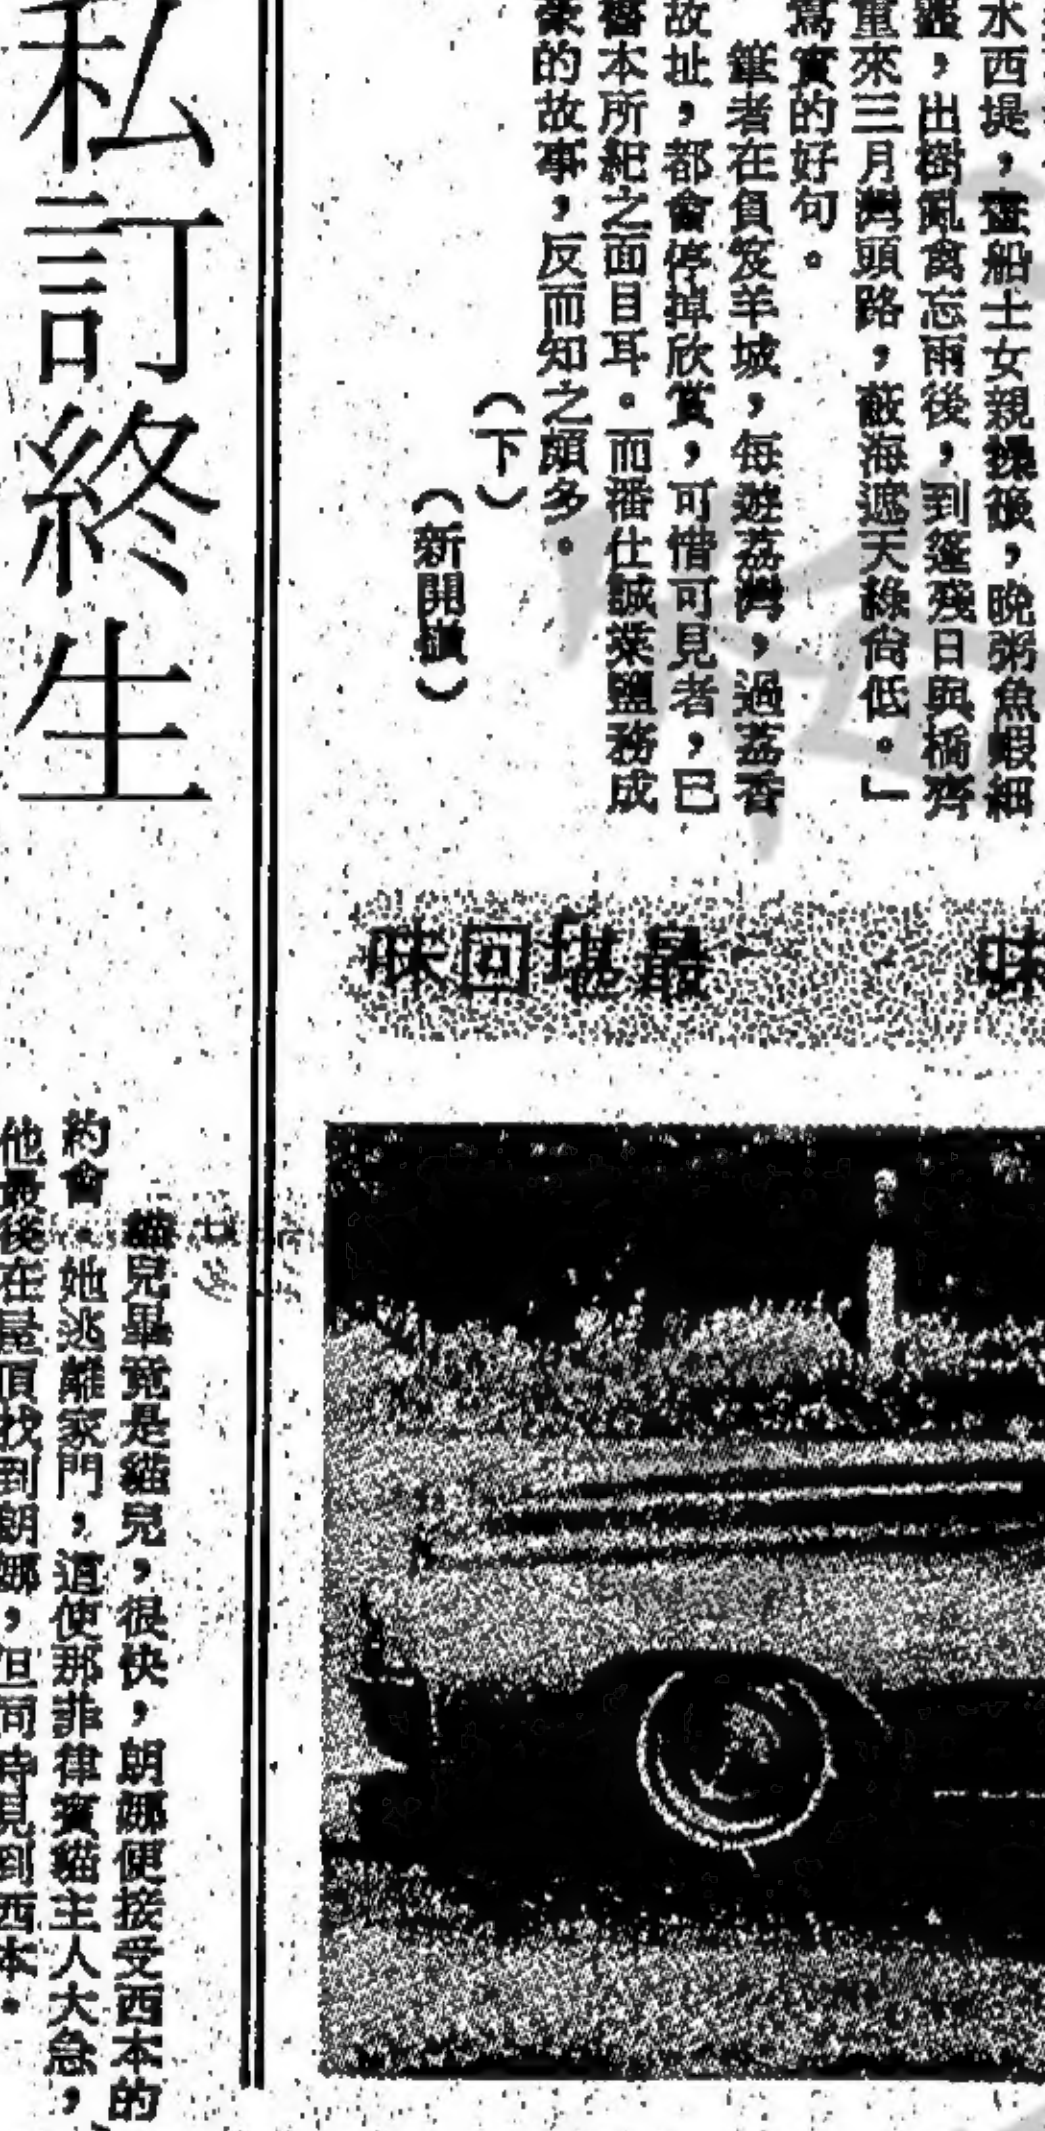 水西堤，
船士女親操
，晚粥魚蝦細
，出樹亂禽忘雨後，到篷殘日與橋齊
重來三月灣頭路，蔽海遮天綠尚低。」
寫實的好句。
筆者在負笈羊城，每遊荔灣，過荔香
故址，都會停掉欣賞，可惜可見者，已
舊本所紀之面目耳。而潘仕誠業鹽務成
豪的故事，反而知之頗多。
（下）
（新開
味回塊最
味
私訂終生
貓兒畢竟是貓兒，很快，朗娜便接受西本的
約會。她逃離家門，這使那菲律賓貓主人大急，
他最後在屋頂找到朗娜，但同時見到西本。